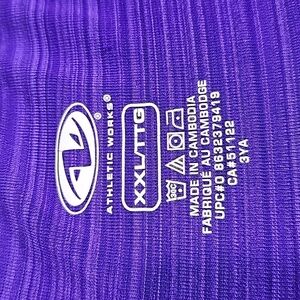 ATHLETIC WORKS®
XXL/TTG
MADE IN CAMBODIA
FABRIQUÉ AU CAMBODGE
UPC#0 8632379419
CA#51122
3YA